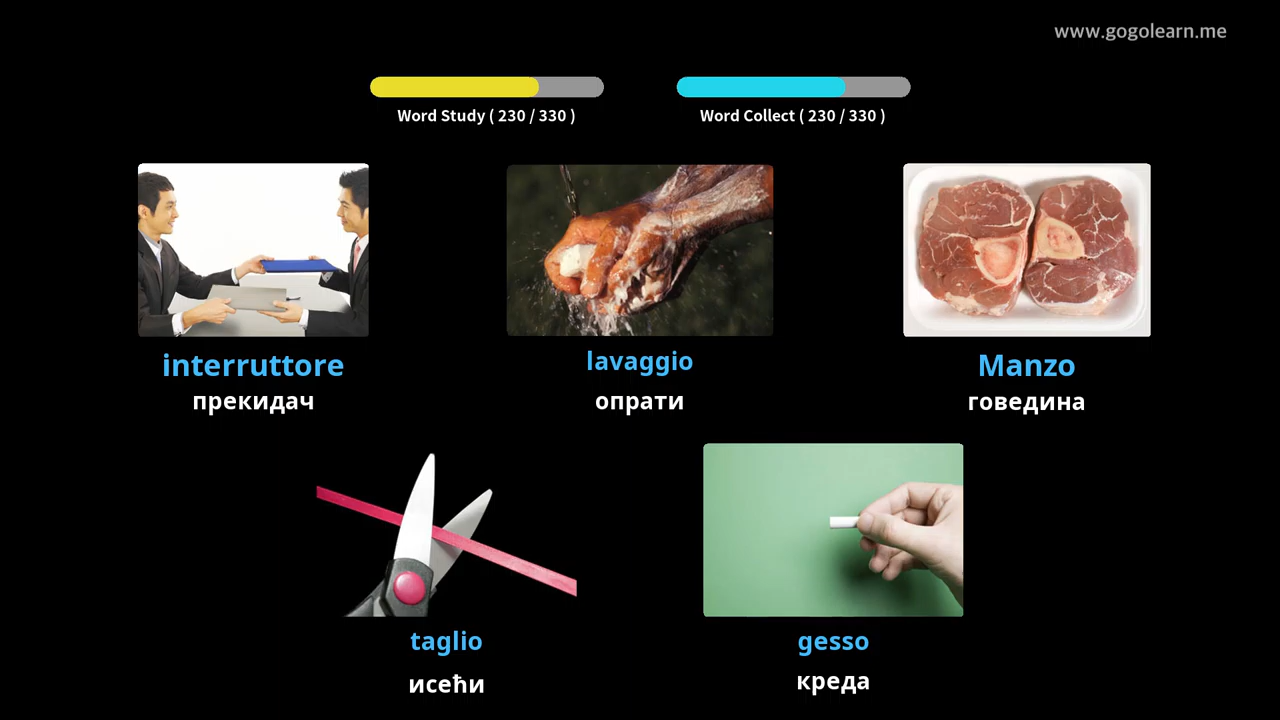 www.gogolearn.me
Word Study ( 230 / 330 )
Word Collect ( 230 / 330 )
interruttore
прекидач
lavaggio
опрати
Manzo
говедина
taglio
исећи
gesso
креда